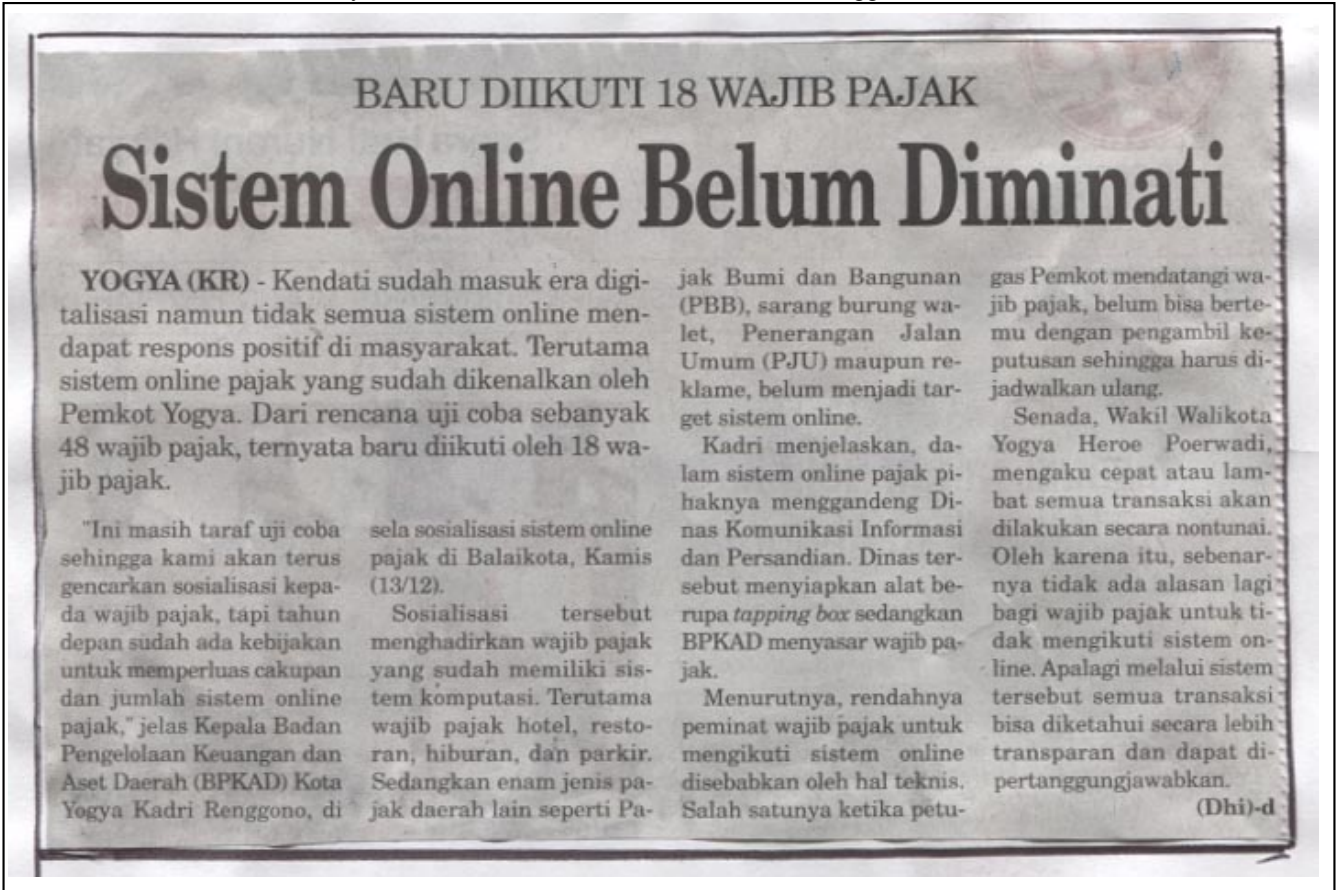 BARU DIIKUTI 18 WAJIB PAJAK
Sistem Online Belum Diminati
YOGYA (KR) - Kendati sudah masuk era digi-
talisasi namun tidak semua sistem online men-
dapat respons positif di masyarakat. Terutama
sistem online pajak yang sudah dikenalkan oleh
Pemkot Yogya. Dari rencana uji coba sebanyak
48 wajib pajak, ternyata baru diikuti oleh 18 wa-
jib pajak.
"Ini masih taraf uji coba
sehingga kami akan terus
gencarkan sosialisasi kepa-
da wajib pajak, tapi tahun
depan sudah ada kebijakan
untuk memperluas cakupan
dan jumlah sistem online
pajak," jelas Kepala Badan
Pengelolaan Keuangan dan
Aset Daerah (BPKAD) Kota
Yogya Kadri Renggono, di
sela sosialisasi sistem online
pajak di Balaikota, Kamis
(13/12).
Sosialisasi tersebut
menghadirkan wajib pajak
yang sudah memiliki sis-
tem komputasi. Terutama
wajib pajak hotel, resto-
ran, hiburan, dan parkir.
Sedangkan enam jenis pa-
jak daerah lain seperti Pa-
jak Bumi dan Bangunan
(PBB), sarang burung wa-
let, Penerangan Jalan
Umum (PJU) maupun re-
klame, belum menjadi tar-
get sistem online.
Kadri menjelaskan, da-
lam sistem online pajak pi-
haknya menggandeng Di-
nas Komunikasi Informasi
dan Persandian. Dinas ter-
sebut menyiapkan alat be-
rupa tapping box sedangkan
BPKAD menyasar wajib pa-
jak.
Menurutnya, rendahnya
peminat wajib pajak untuk
mengikuti sistem online
disebabkan oleh hal teknis.
Salah satunya ketika petu-
gas Pemkot mendatangi wa-
jib pajak, belum bisa berte-
mu dengan pengambil ke-
putusan sehingga harus di-
jadwalkan ulang.
Senada, Wakil Walikota
Yogya Heroe Poerwadi,
mengaku cepat atau lam-
bat semua transaksi akan
dilakukan secara nontunai.
Oleh karena itu, sebenar-
nya tidak ada alasan lagi
bagi wajib pajak untuk ti-
dak mengikuti sistem on-
line. Apalagi melalui sistem
tersebut semua transaksi
bisa diketahui secara lebih
transparan dan dapat di-
pertanggungjawabkan.
(Dhi)-d